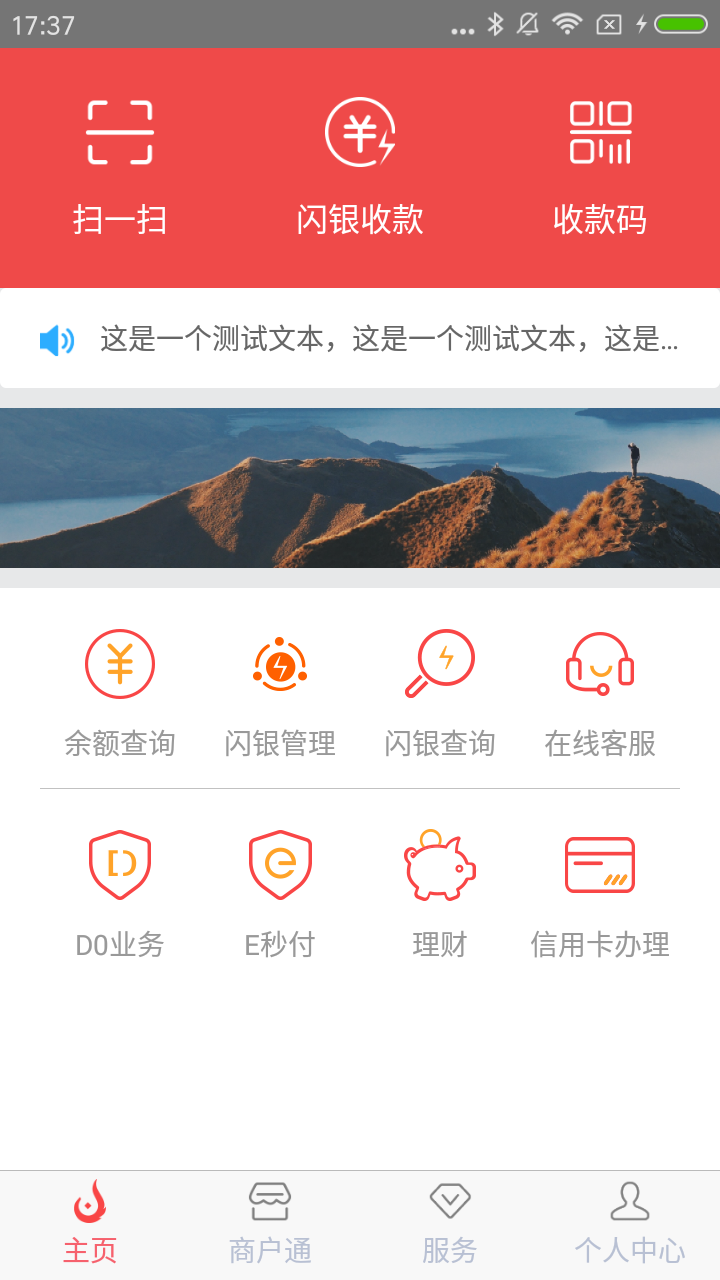 17:37
扫一扫 闪银收款 收款码
这是一个测试文本，这是一个测试文本，这是...
余额查询 闪银管理 闪银查询 在线客服
D0业务 E秒付 理财 信用卡办理
主页 商户通 服务 个人中心